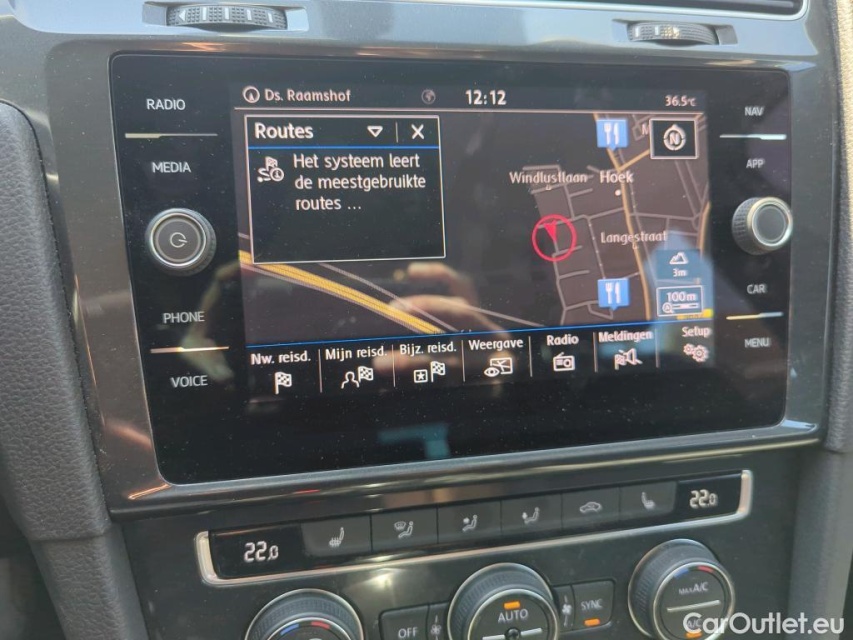 RADIO
MEDIA
PHONE
VOICE
Ds. Raamshof
12:12
36.5°C
Routes
X
Het systeem leert
de meestgebruikte
routes ...
Windlustlaan
Hoek
Langestraat
N
3m
100m
Nw. reisd.
Mijn reisd.
Bijz. reisd.
Weergave
Radio
Meldingen
Setup
NAV
APP
CAR
MENU
22.0
22.0
OFF
AUTO
SYNC
MAX A/C
A/C
CarOutlet.eu